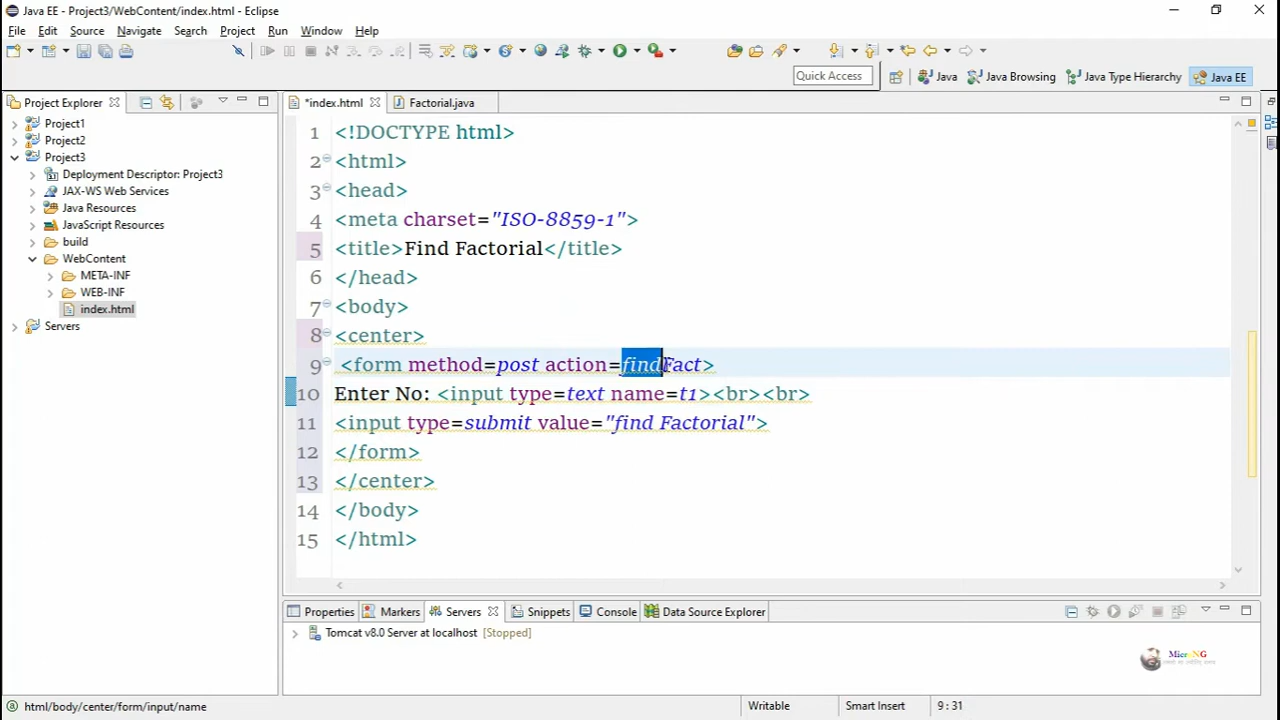 Java EE - Project3/WebContent/index.html - Eclipse
File Edit Source Navigate Search Project Run Window Help
Quick Access Java Java Browsing Java Type Hierarchy Java EE
Project Explorer
*index.html Factorial.java
Project1
Project2
Project3
Deployment Descriptor: Project3
JAX-WS Web Services
Java Resources
JavaScript Resources
build
WebContent
META-INF
WEB-INF
index.html
Servers
1 <!DOCTYPE html>
2 <html>
3 <head>
4 <meta charset="ISO-8859-1">
5 <title>Find Factorial</title>
6 </head>
7 <body>
8 <center>
9 <form method=post action=findFact>
10 Enter No: <input type=text name=t1><br><br>
11 <input type=submit value="find Factorial">
12 </form>
13 </center>
14 </body>
15 </html>
Properties Markers Servers Snippets Console Data Source Explorer
Tomcat v8.0 Server at localhost [Stopped]
html/body/center/form/input/name Writable Smart Insert 9 : 31